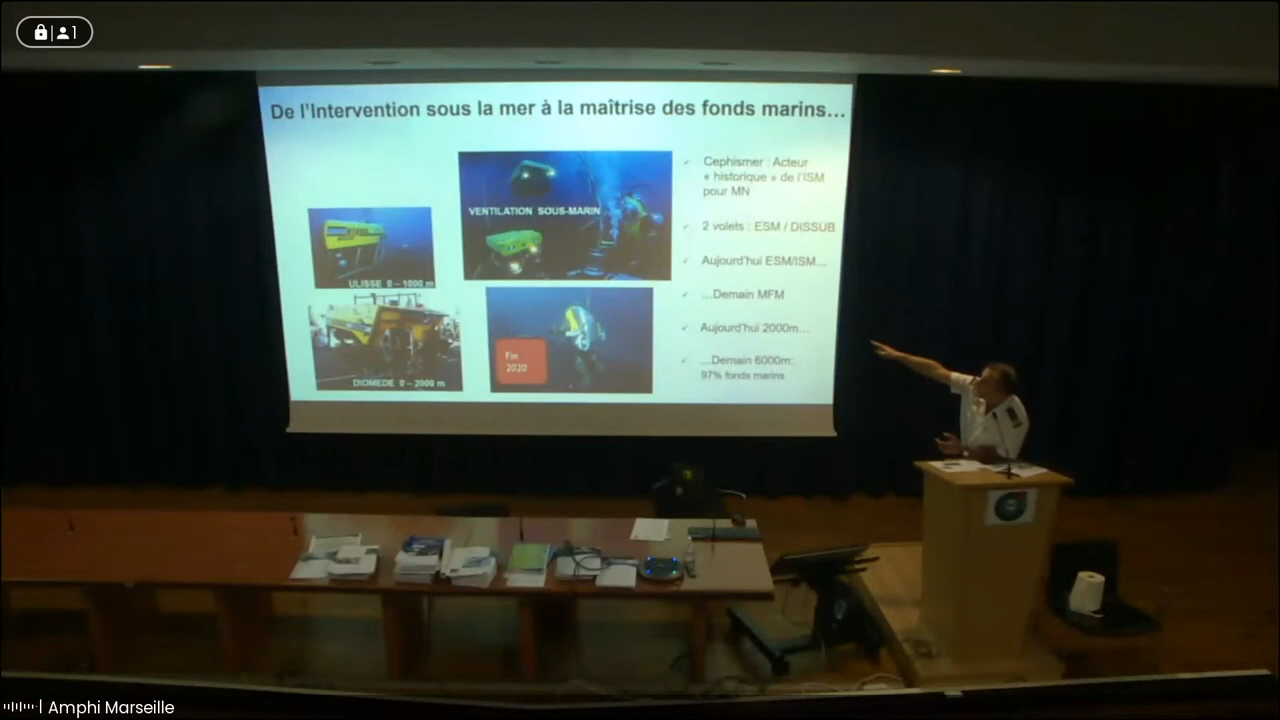 1
De l'Intervention sous la mer à la maîtrise des fonds marins...
VENTILATION SOUS-MARIN
ULISSE 0 – 1000 m
DIOMEDE 0 – 2000 m
Fin
2020
Cephismer : Acteur
« historique » de l'ISM
pour MN
2 volets : ESM / DISSUB
Aujourd'hui ESM/ISM...
...Demain MFM
Aujourd'hui 2000m...
...Demain 6000m:
97% fonds marins
Amphi Marseille